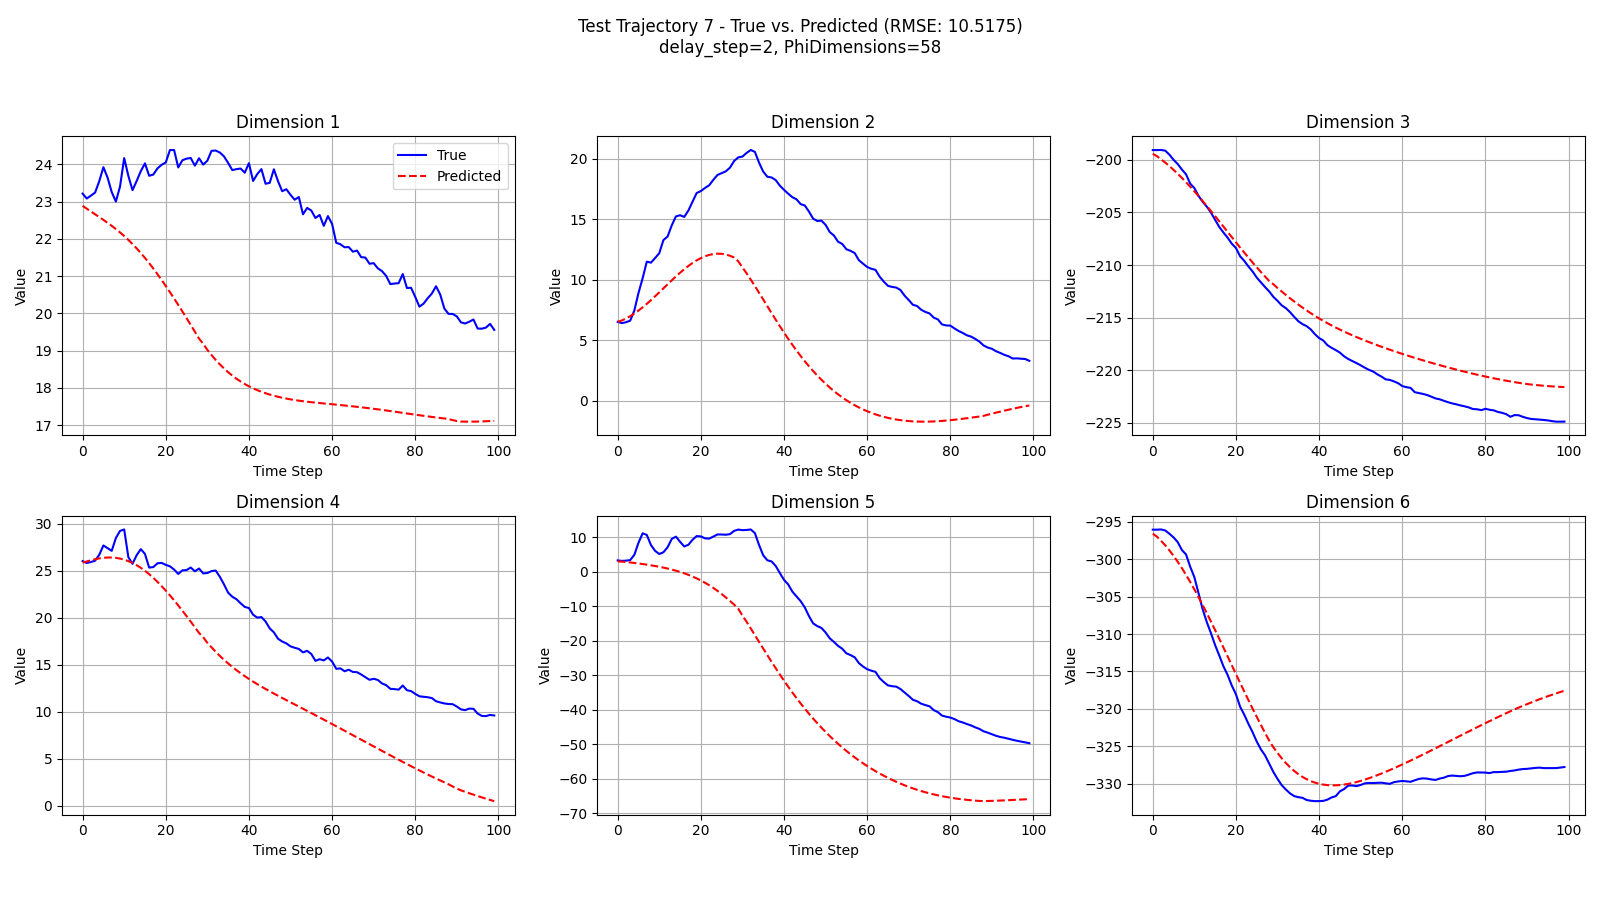 Test Trajectory 7 - True vs. Predicted (RMSE: 10.5175)
delay_step=2, PhiDimensions=58
Dimension 1
True
Predicted
Value
24
23
22
21
20
19
18
17
0 20 40 60 80 100
Time Step
Dimension 2
Value
20
15
10
5
0
0 20 40 60 80 100
Time Step
Dimension 3
Value
−200
−205
−210
−215
−220
−225
0 20 40 60 80 100
Time Step
Dimension 4
Value
30
25
20
15
10
5
0
0 20 40 60 80 100
Time Step
Dimension 5
Value
10
0
−10
−20
−30
−40
−50
−60
−70
0 20 40 60 80 100
Time Step
Dimension 6
Value
−295
−300
−305
−310
−315
−320
−325
−330
0 20 40 60 80 100
Time Step